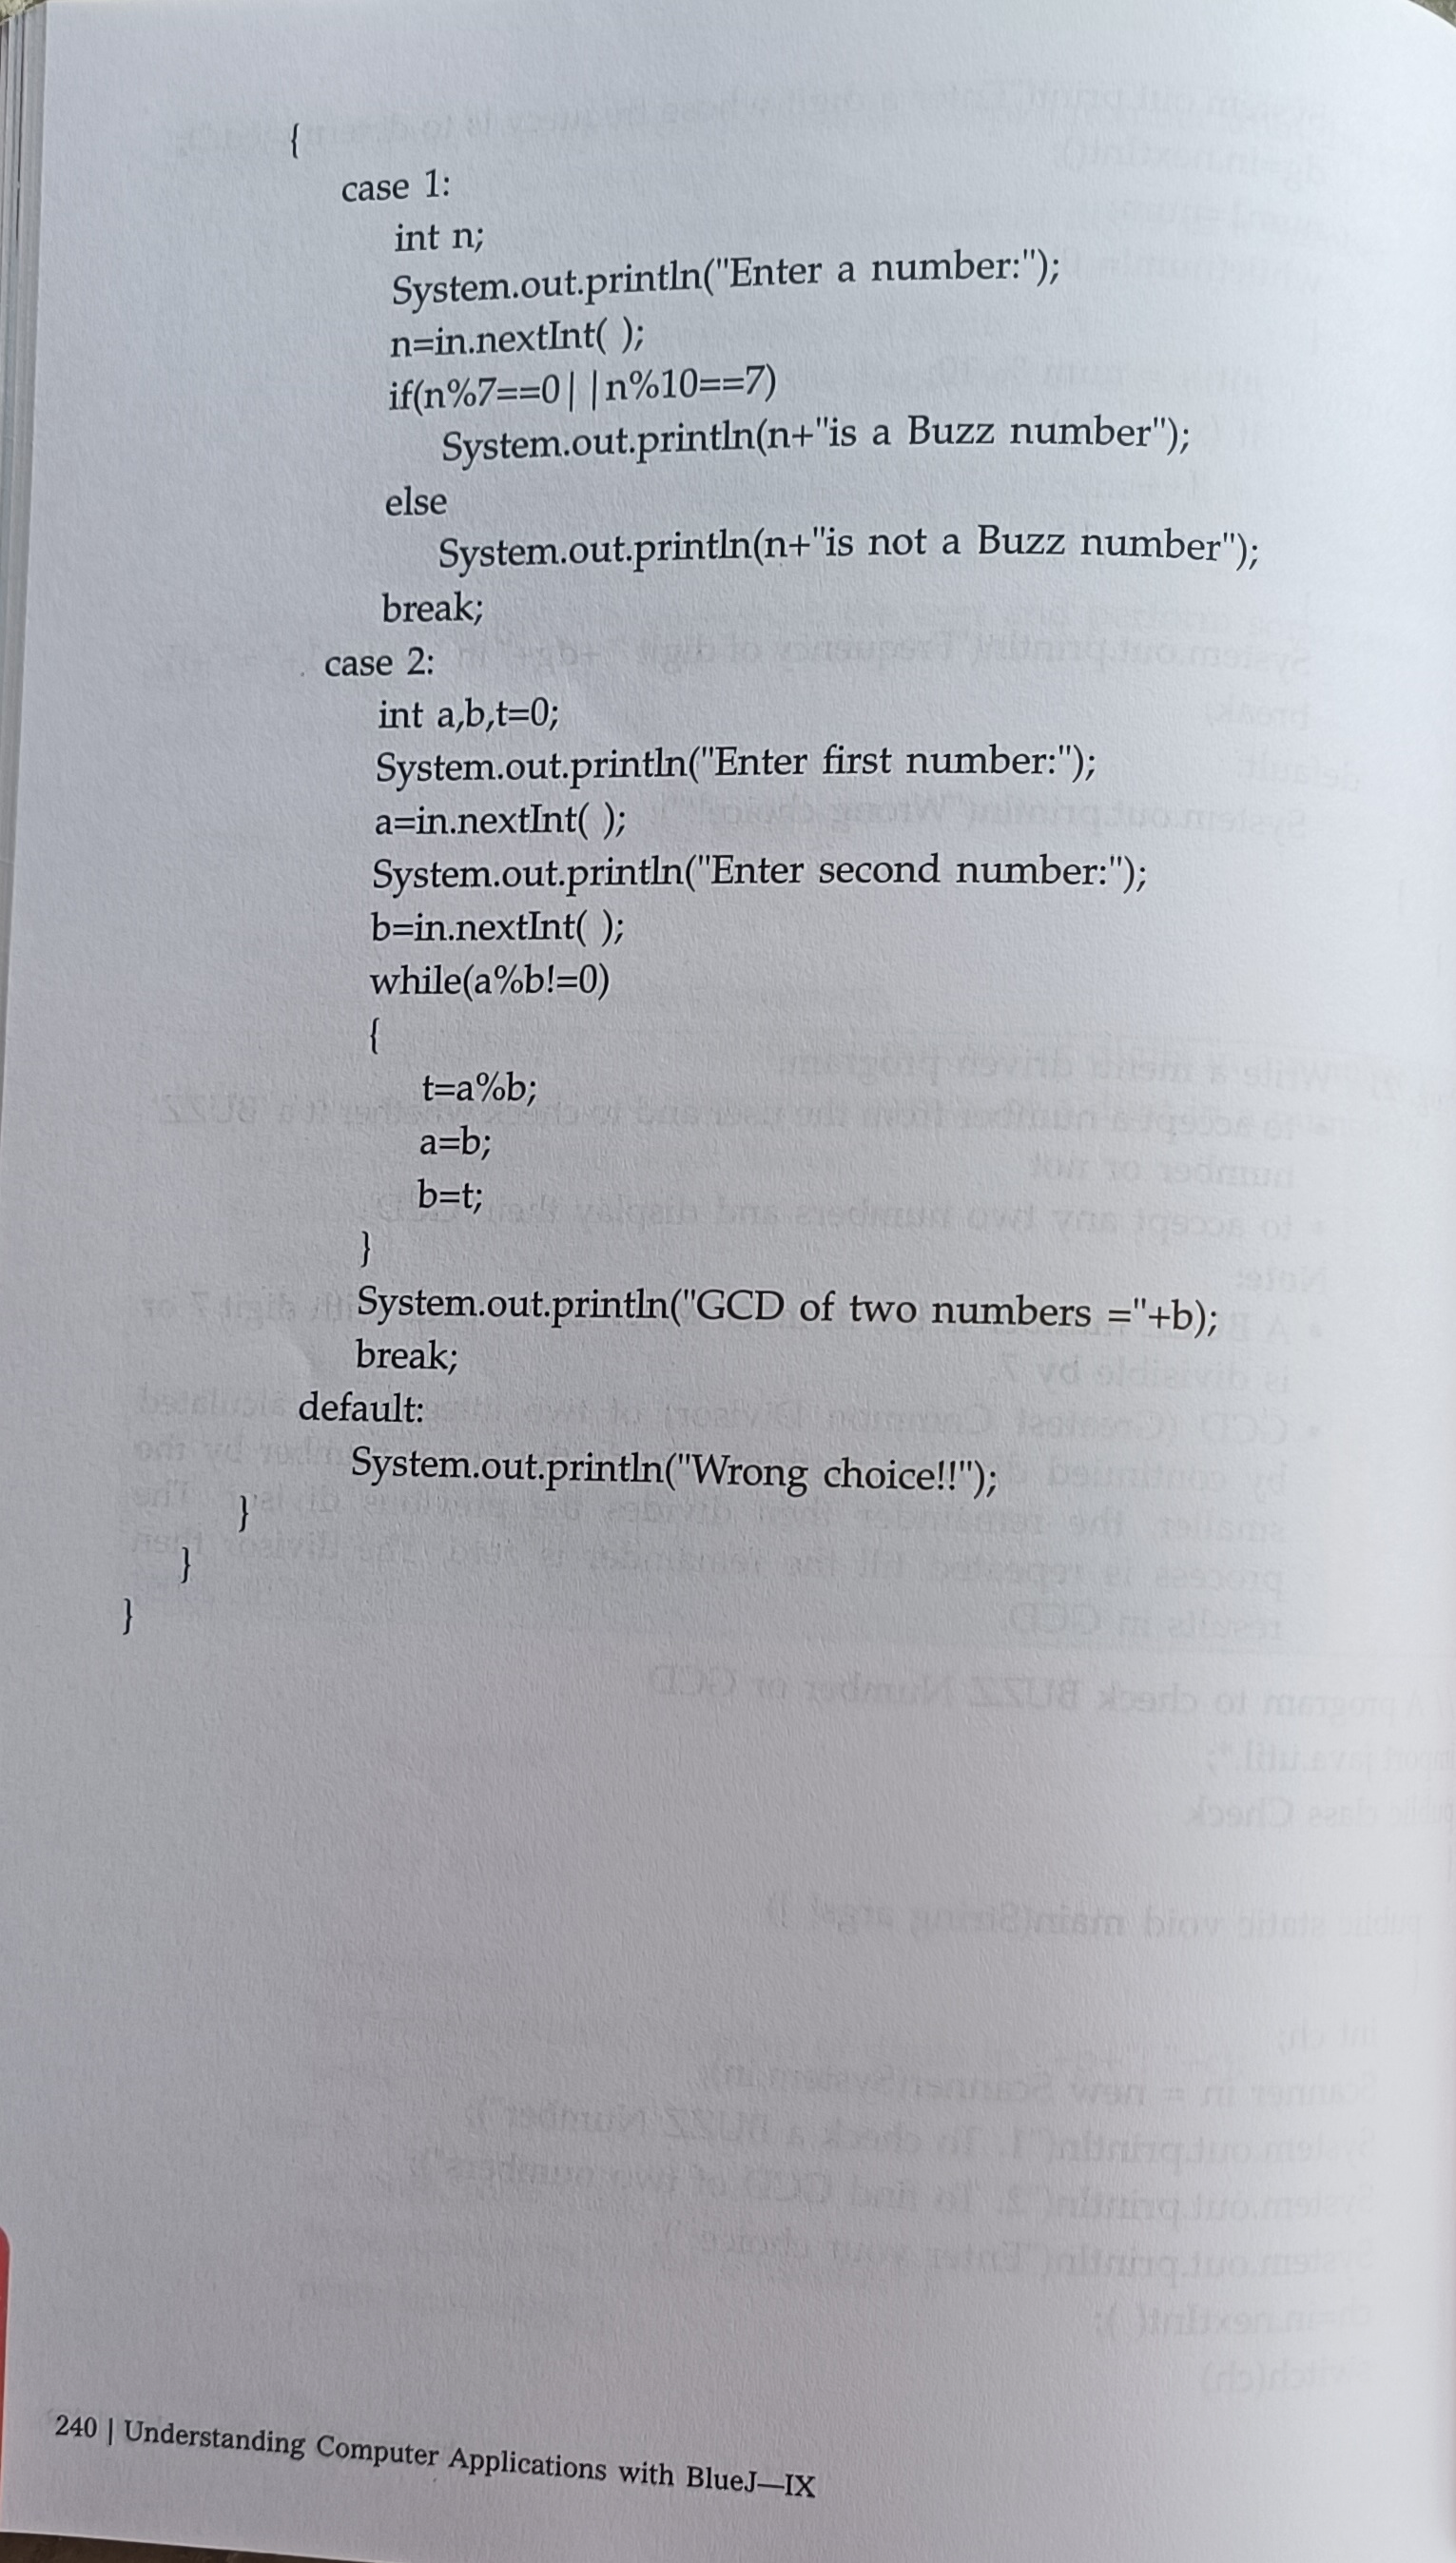 {
case 1:
int n;
System.out.println("Enter a number:");
n=in.nextInt( );
if(n%7==0| |n%10==7)
System.out.println(n+"is a Buzz number");
else
System.out.println(n+"is not a Buzz number");
break;
case 2:
int a,b,t=0;
System.out.println("Enter first number:");
a=in.nextInt( );
System.out.println("Enter second number:");
b=in.nextInt( );
while(a%b!=0)
{
t=a%b;
a=b;
b=t;
}
System.out.println("GCD of two numbers ="+b);
break;
default:
System.out.println("Wrong choice!!");
}
}
}
240 | Understanding Computer Applications with BlueJ—IX